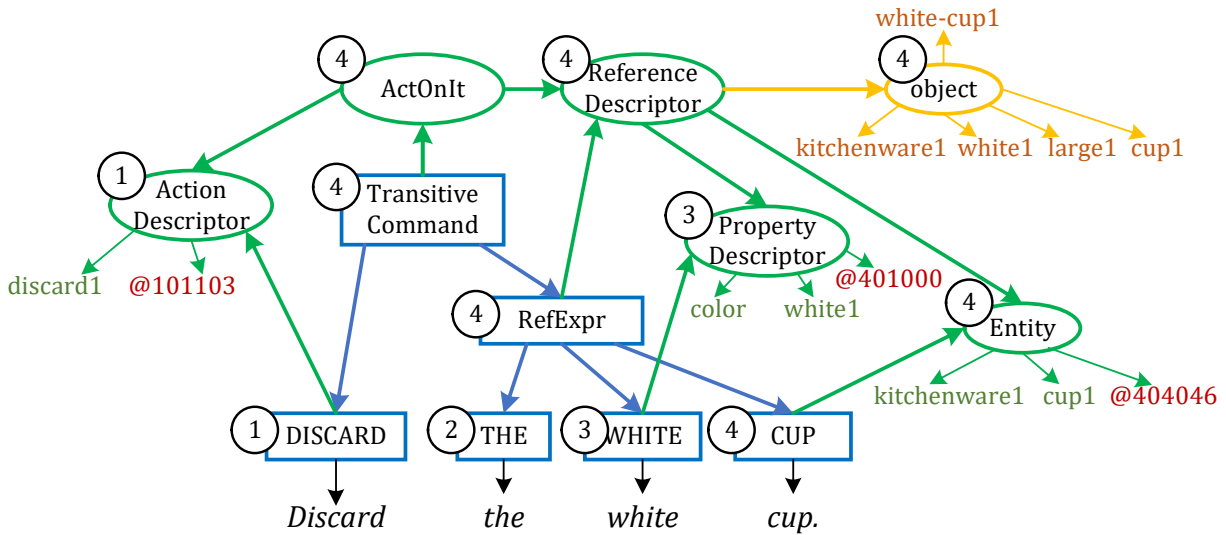 white-cup1
4
ActOnIt
4
Reference
Descriptor
4
object
kitchenware1 white1 large1 cup1
1
Action
Descriptor
4
Transitive
Command
3
Property
Descriptor
discard1 @101103
@401000
color white1
4
RefExpr
4
Entity
kitchenware1 cup1 @404046
1 DISCARD
2 THE
3 WHITE
4 CUP
Discard the white cup.